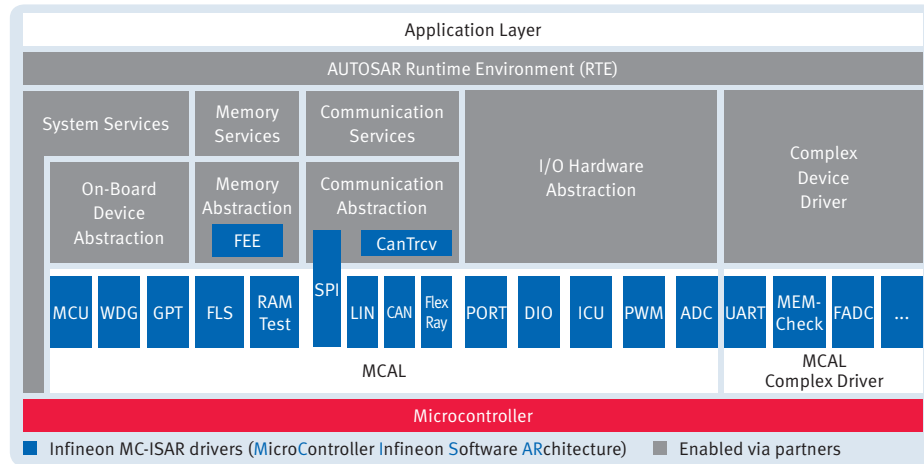 Application Layer
AUTOSAR Runtime Environment (RTE)
System Services
Memory
Services
Communication
Services
I/O Hardware
Abstraction
Complex
Device
Driver
On-Board
Device
Abstraction
Memory
Abstraction
FEE
Communication
Abstraction
CanTrcv
MCU
WDG
GPT
FLS
RAM
Test
SPI
LIN
CAN
Flex
Ray
PORT
DIO
ICU
PWM
ADC
UART
MEM-
Check
FADC
...
MCAL
MCAL
Complex Driver
Microcontroller
Infineon MC-ISAR drivers (MicroController Infineon Software ARchitecture)
Enabled via partners